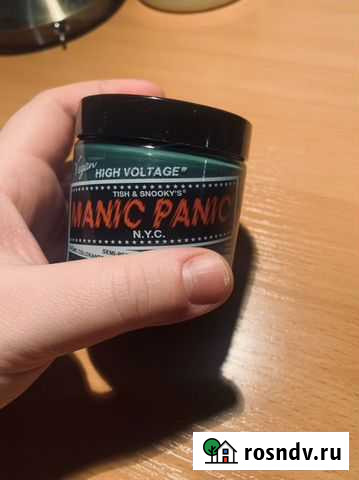 Vegan
HIGH VOLTAGE®
TISH & SNOOKY'S®
MANIC PANIC
N.Y.C.
rosndv.ru